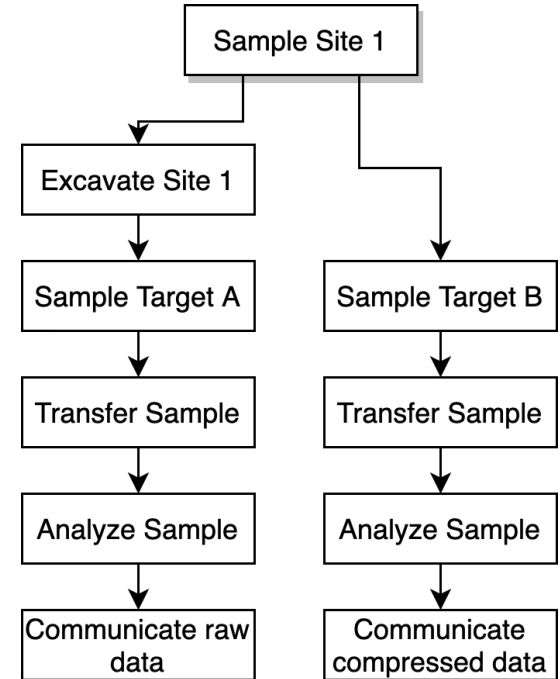 Sample Site 1
Excavate Site 1
Sample Target A
Transfer Sample
Analyze Sample
Communicate raw
data
Sample Target B
Transfer Sample
Analyze Sample
Communicate
compressed data